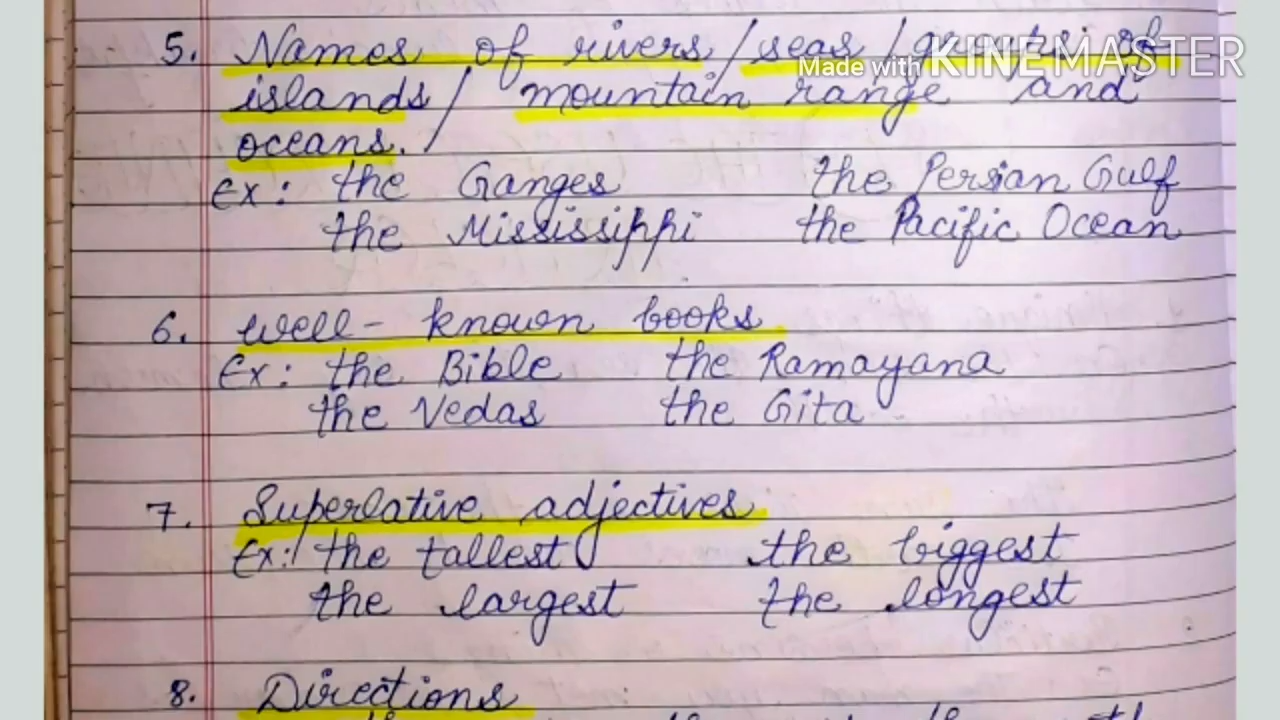 5. Names of rivers / seas / groups of
Made with KINEMASTER
islands / mountain range and
oceans.
Ex: the Ganges the Persian Gulf
the Mississippi the Pacific Ocean
6. well-known books
Ex: the Bible the Ramayana
the Vedas the Gita
7. Superlative adjectives
Ex: the tallest the biggest
the largest the longest
8. Directions